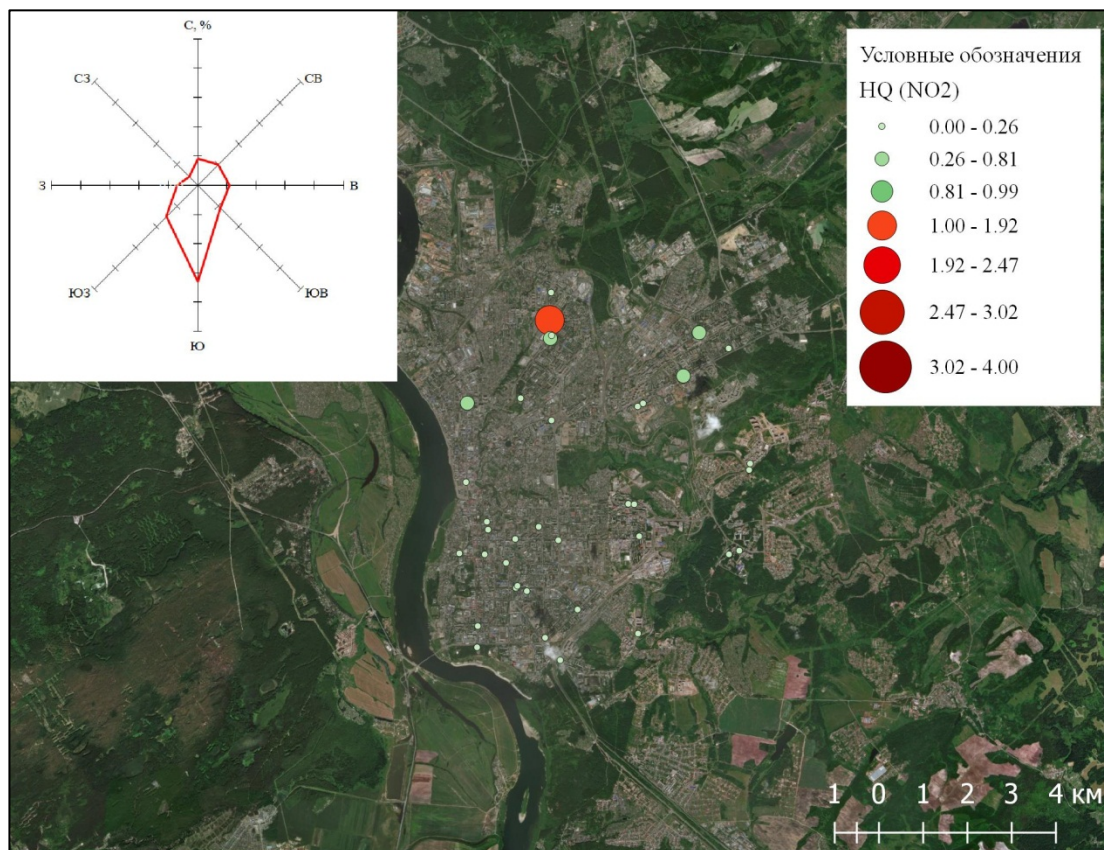 С, %
СЗ
СВ
З
В
ЮЗ
ЮВ
Ю
Условные обозначения
HQ (NO2)
0.00 - 0.26
0.26 - 0.81
0.81 - 0.99
1.00 - 1.92
1.92 - 2.47
2.47 - 3.02
3.02 - 4.00
1 0 1 2 3 4 км